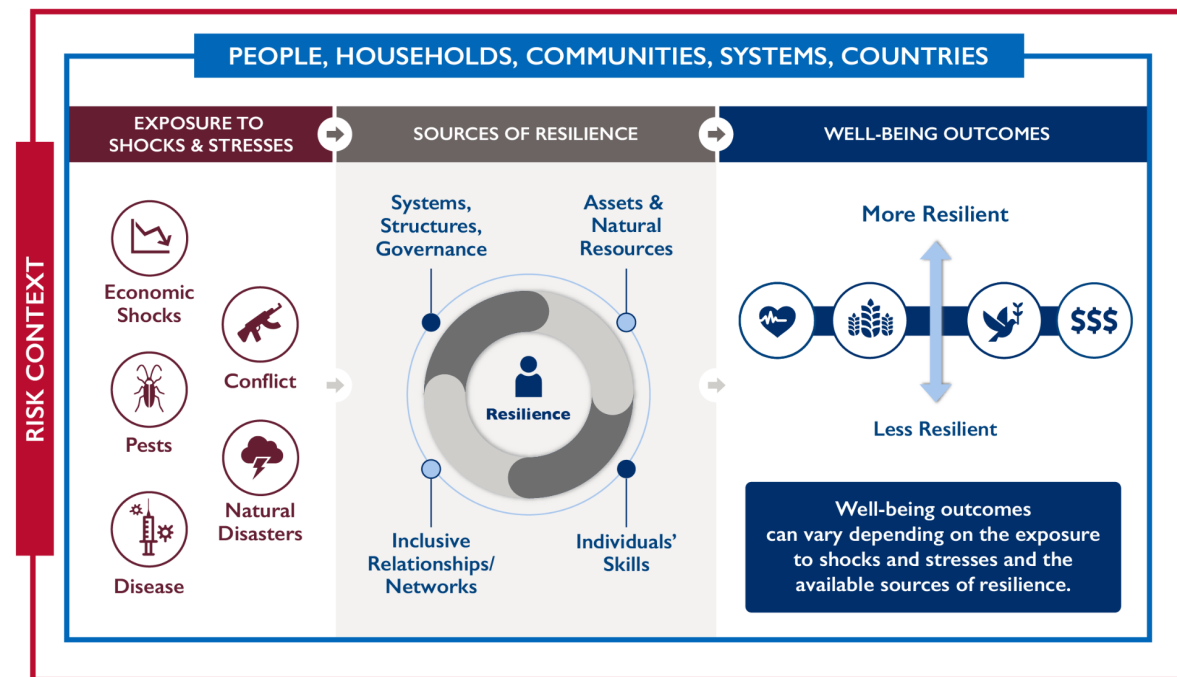 PEOPLE, HOUSEHOLDS, COMMUNITIES, SYSTEMS, COUNTRIES
RISK CONTEXT
EXPOSURE TO
SHOCKS & STRESSES
SOURCES OF RESILIENCE
WELL-BEING OUTCOMES
Economic
Shocks
Conflict
Pests
Natural
Disasters
Disease
Systems,
Structures,
Governance
Assets &
Natural
Resources
Resilience
Inclusive
Relationships/
Networks
Individuals’
Skills
More Resilient
$$$
Less Resilient
Well-being outcomes
can vary depending on the exposure
to shocks and stresses and the
available sources of resilience.